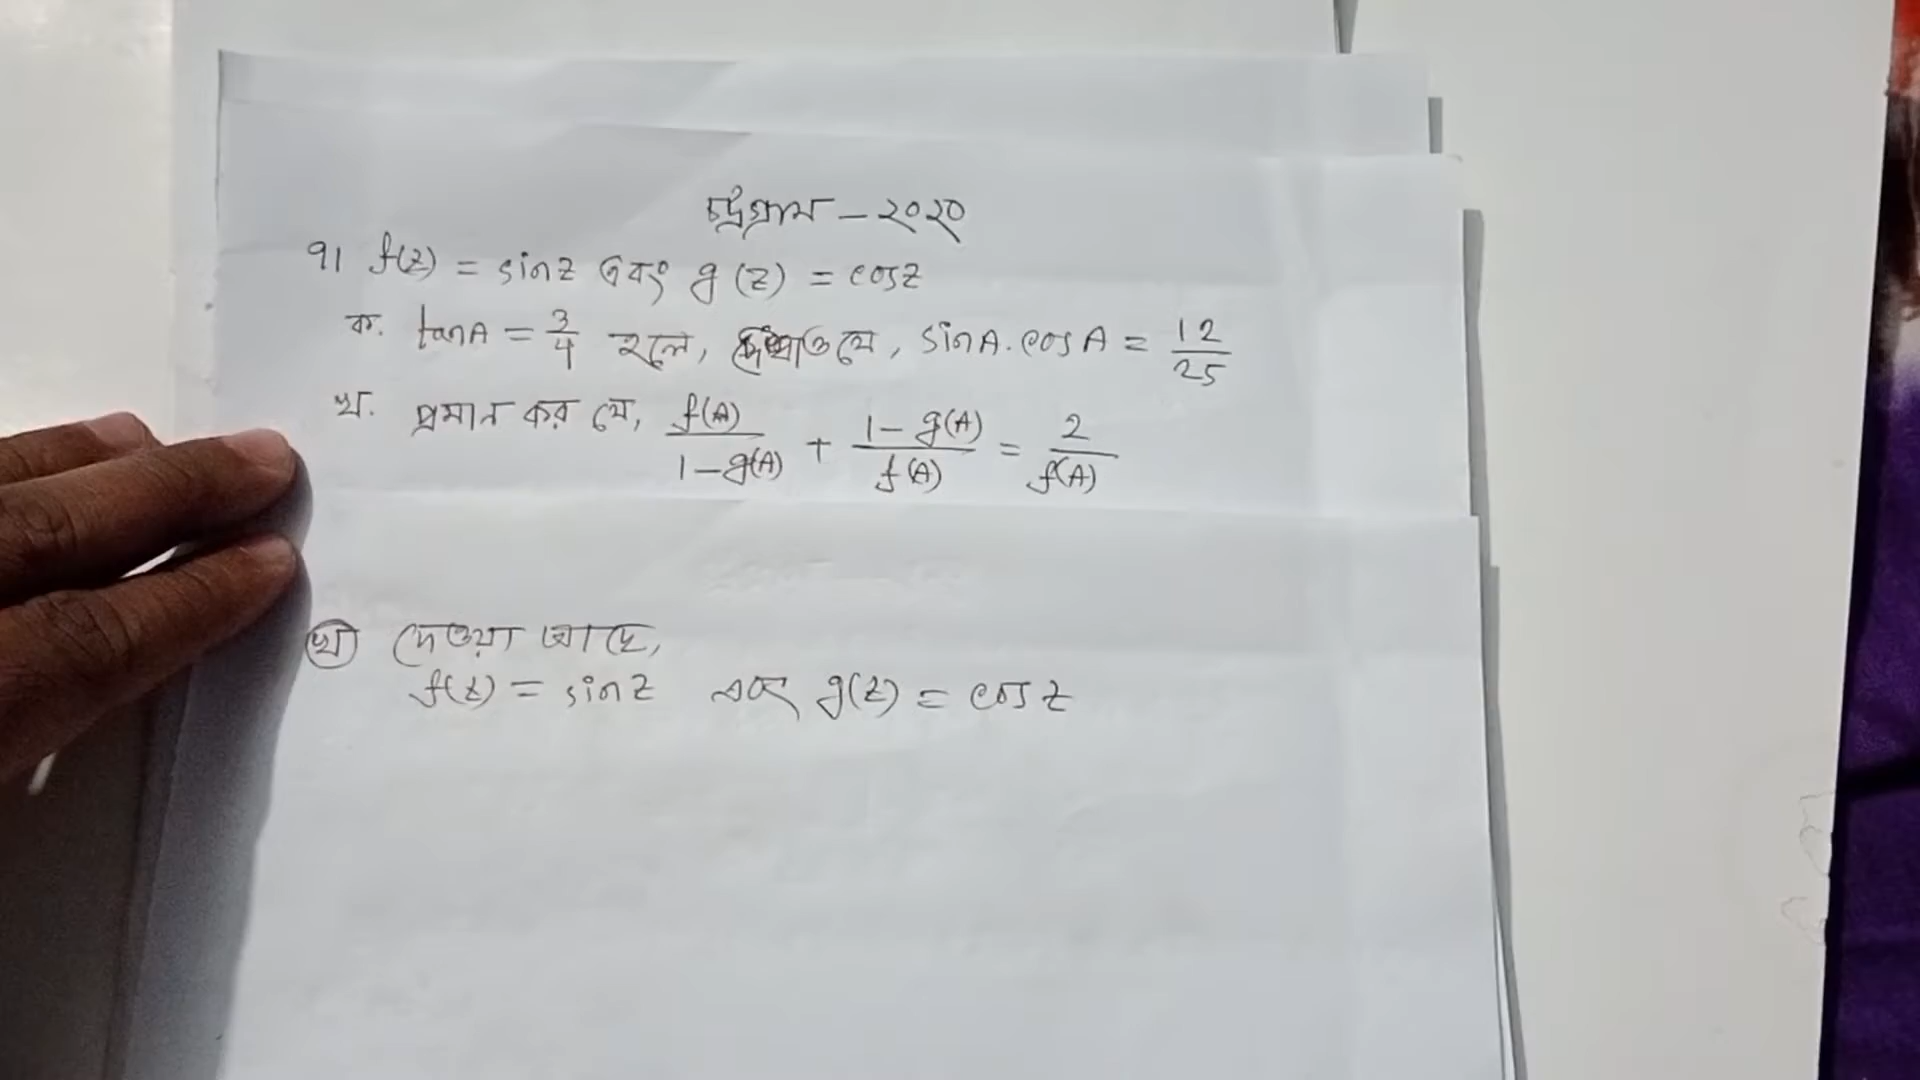 চট্টগ্রাম – ২০২০
৭। f(z) = sinz এবং g(z) = cosz
ক. tanA = 3/4 হলে, দেখাও যে, sinA.cosA = 12/25
খ. প্রমান কর যে, f(A)/(1-g(A)) + (1-g(A))/f(A) = 2/f(A)
খ দেওয়া আছে,
f(z) = sinz এবং g(z) = cosz